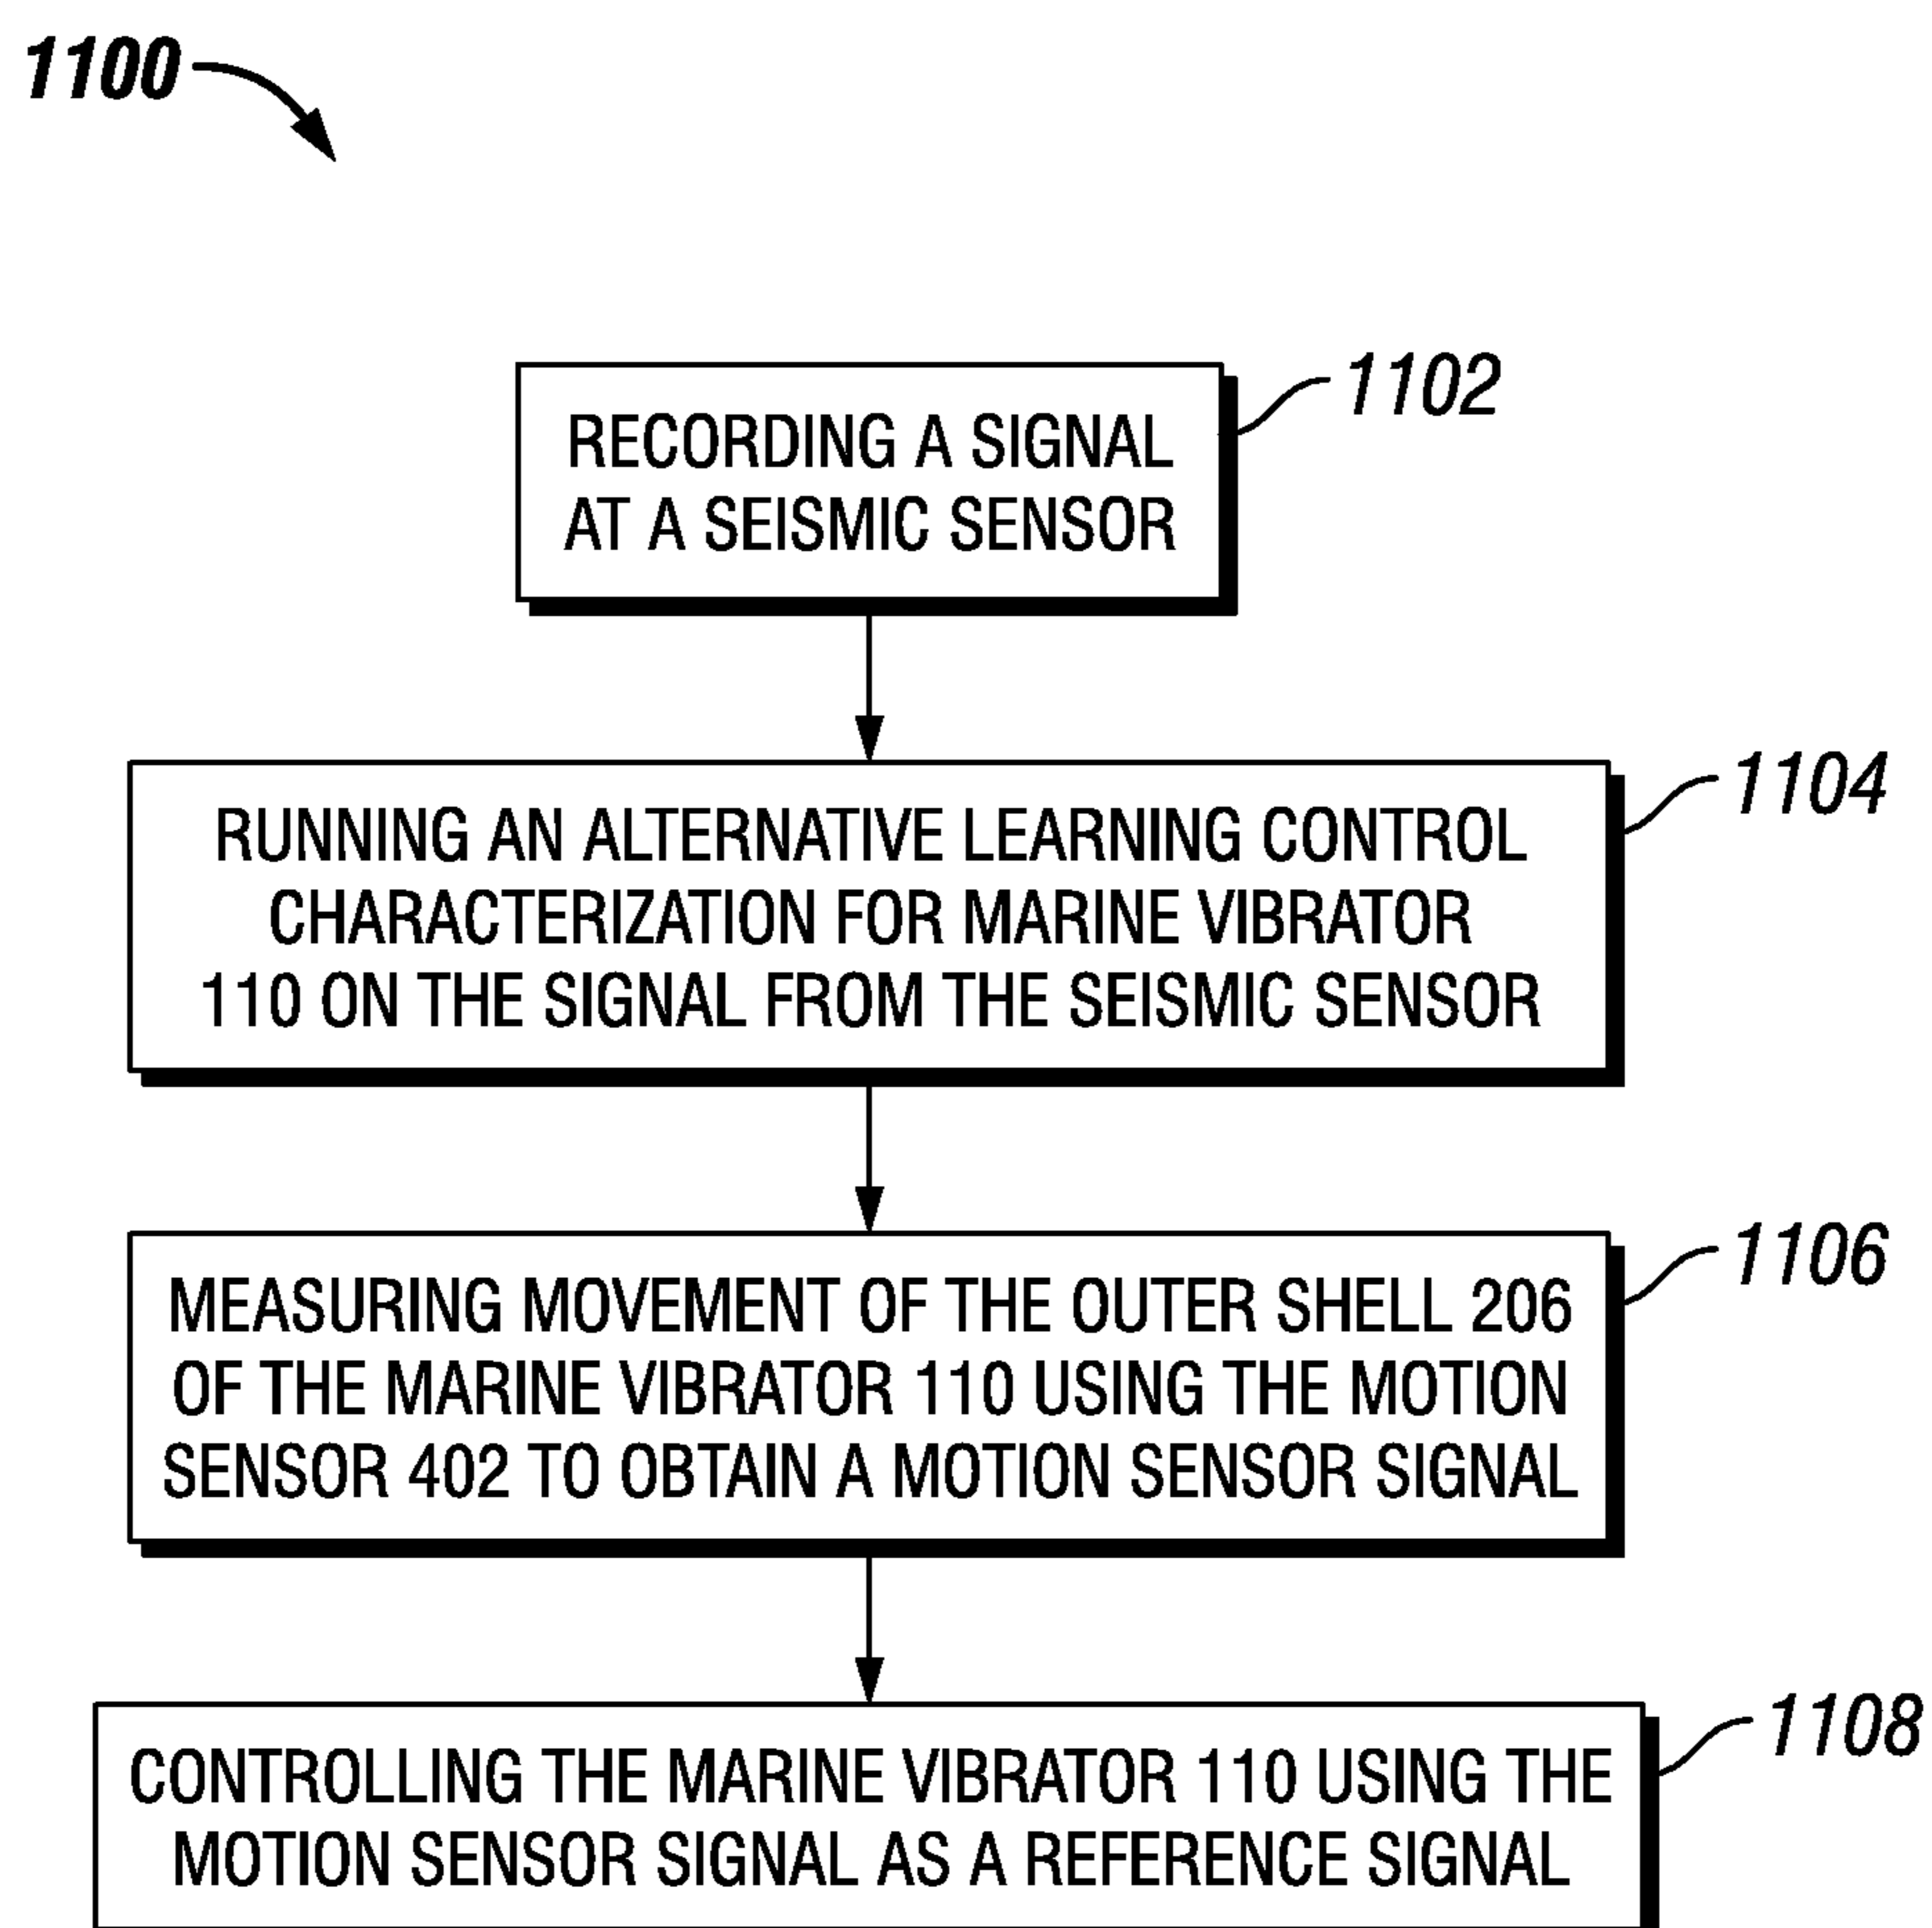 1100
1102
RECORDING A SIGNAL
AT A SEISMIC SENSOR
1104
RUNNING AN ALTERNATIVE LEARNING CONTROL
CHARACTERIZATION FOR MARINE VIBRATOR
110 ON THE SIGNAL FROM THE SEISMIC SENSOR
1106
MEASURING MOVEMENT OF THE OUTER SHELL 206
OF THE MARINE VIBRATOR 110 USING THE MOTION
SENSOR 402 TO OBTAIN A MOTION SENSOR SIGNAL
1108
CONTROLLING THE MARINE VIBRATOR 110 USING THE
MOTION SENSOR SIGNAL AS A REFERENCE SIGNAL